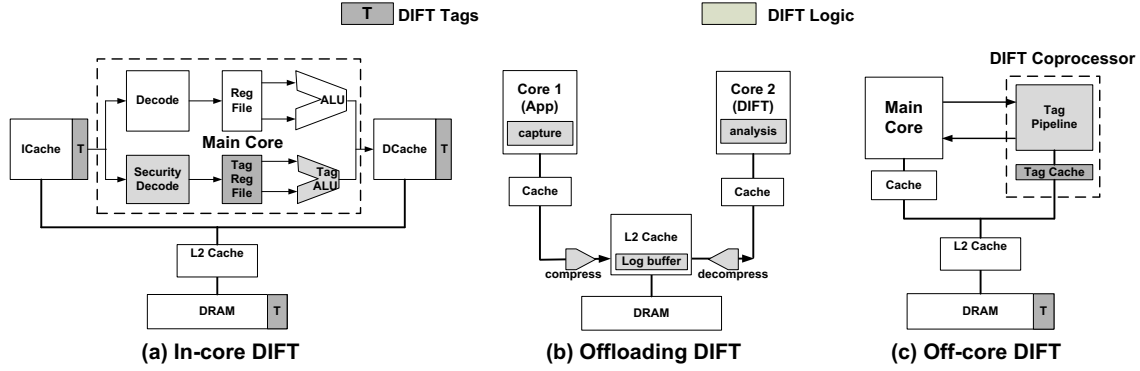 T DIFT Tags
DIFT Logic
ICache
T
Decode
Reg
File
ALU
Main Core
Security
Decode
Tag
Reg
File
Tag
ALU
DCache
T
L2 Cache
DRAM
T
(a) In-core DIFT
Core 1
(App)
capture
Cache
compress
L2 Cache
Log buffer
DRAM
Core 2
(DIFT)
analysis
Cache
decompress
(b) Offloading DIFT
DIFT Coprocessor
Main
Core
Tag
Pipeline
Tag Cache
Cache
L2 Cache
DRAM
T
(c) Off-core DIFT